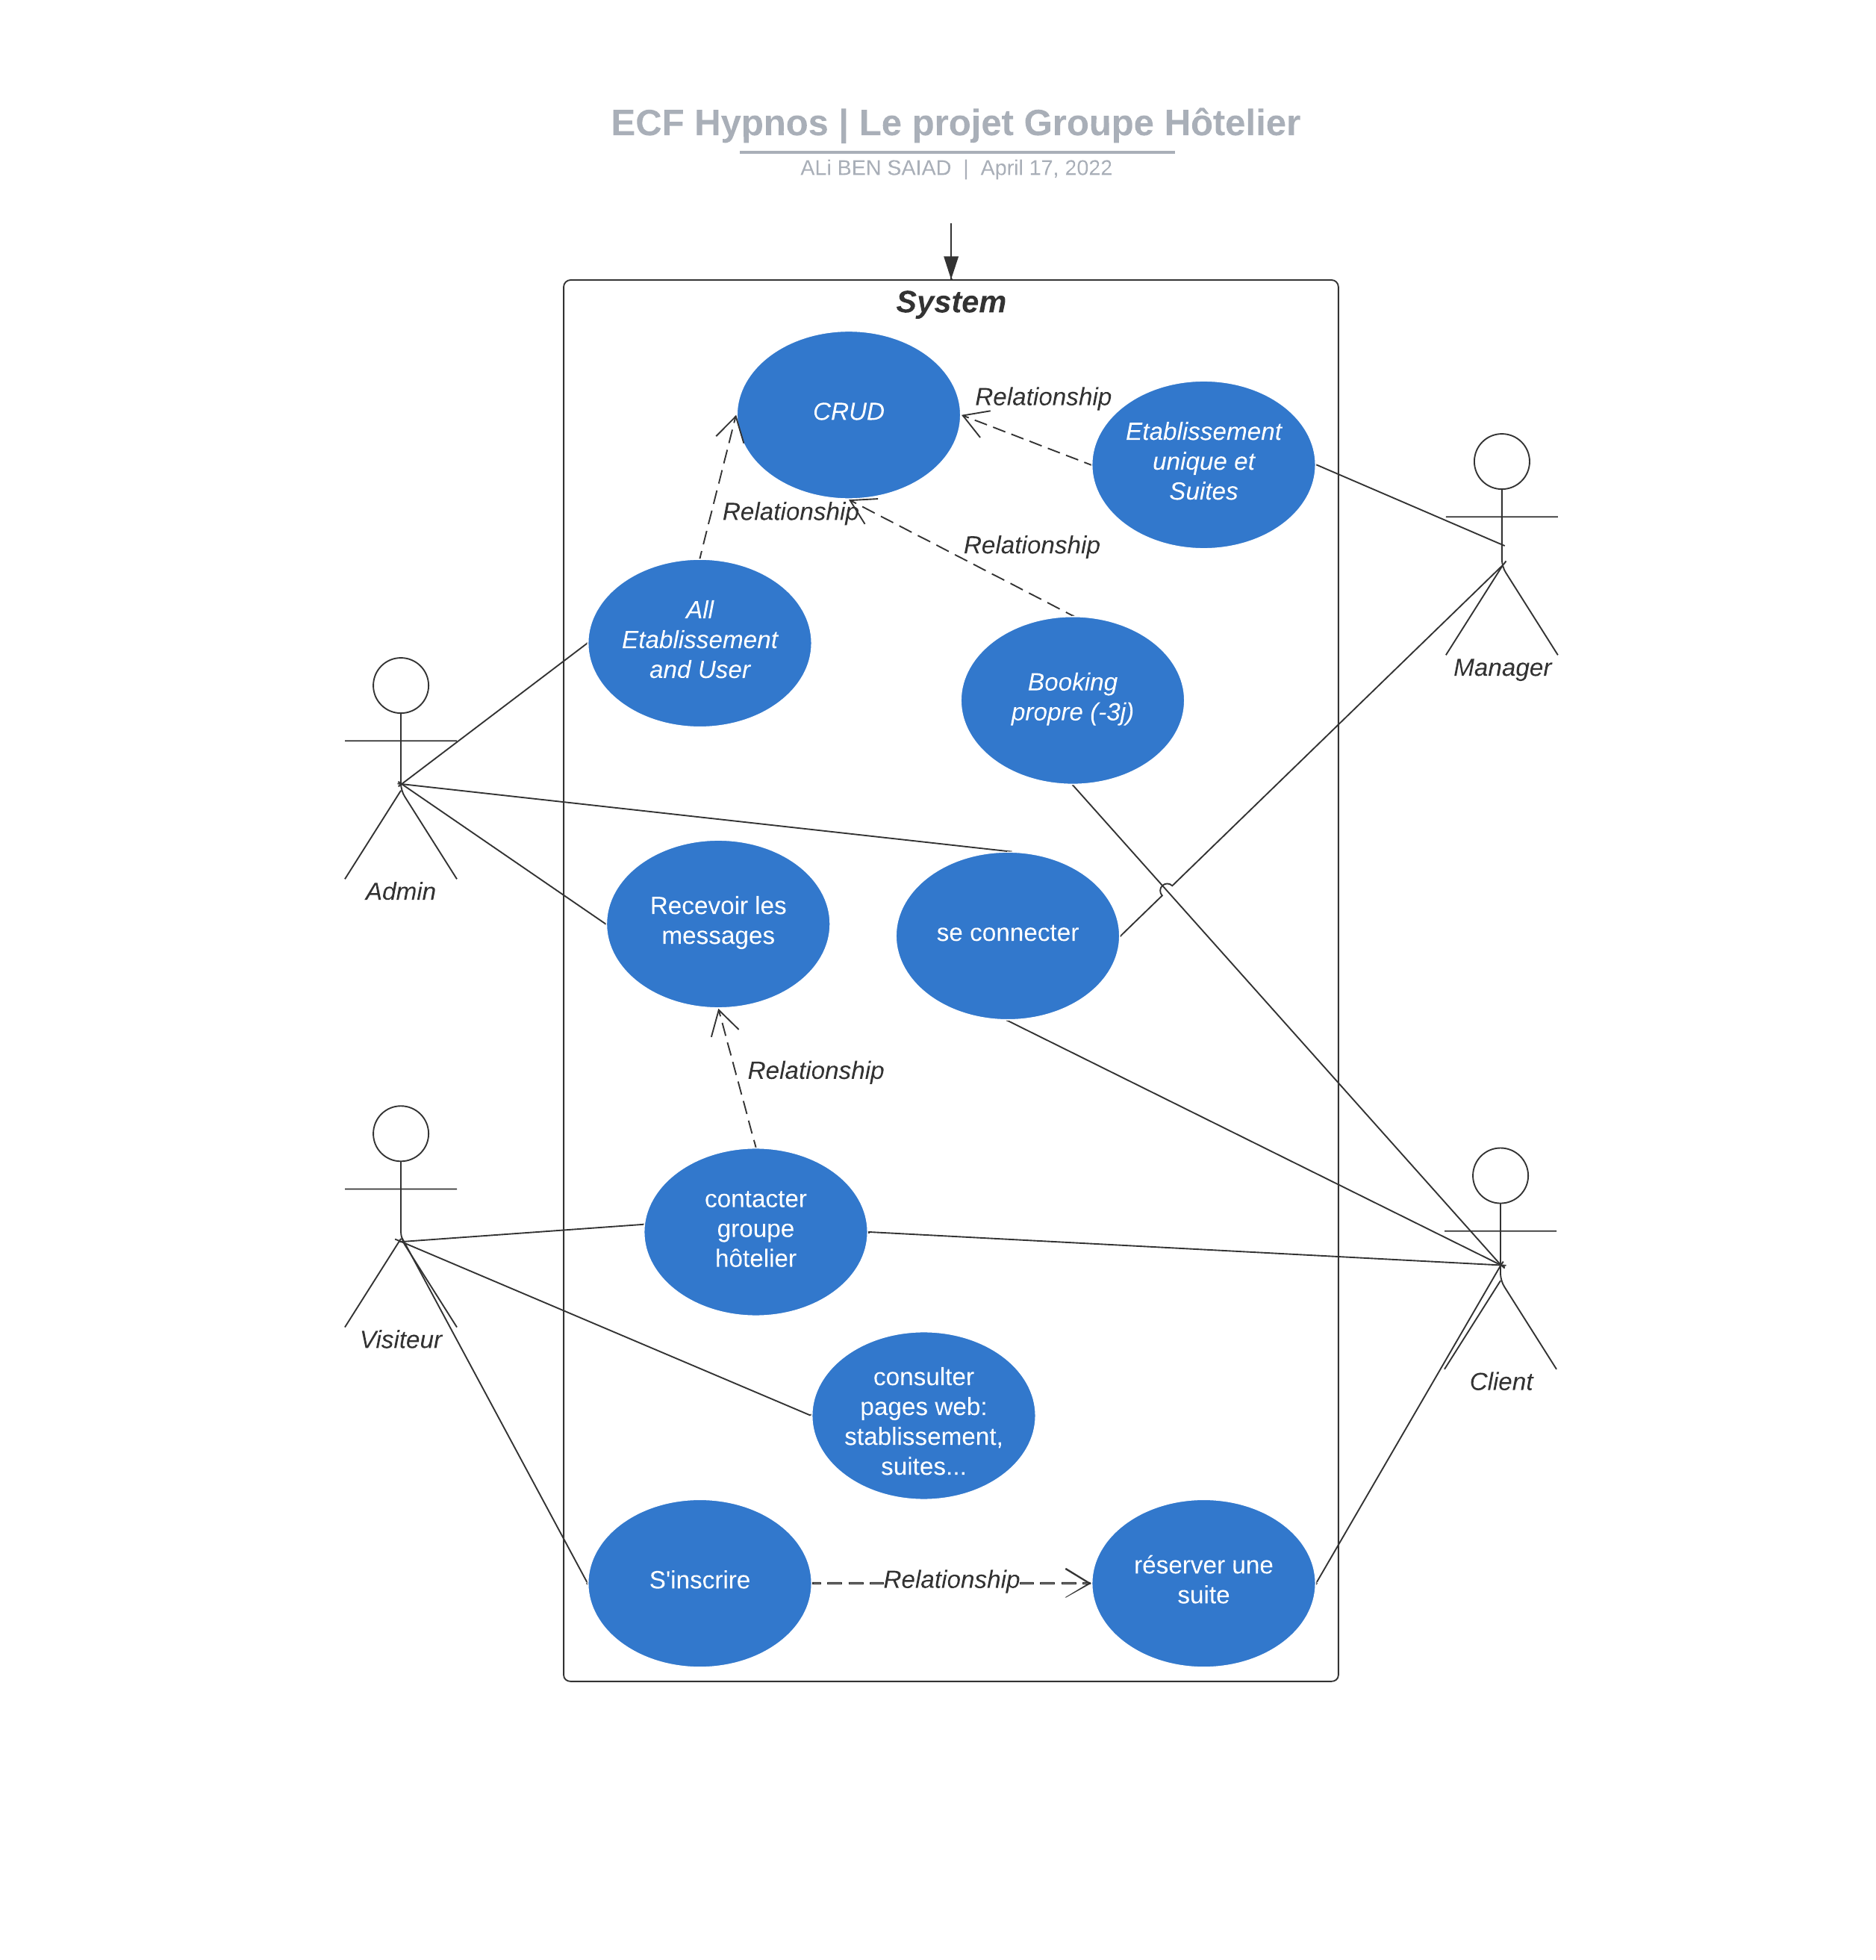 ECF Hypnos | Le projet Groupe Hôtelier
ALi BEN SAIAD | April 17, 2022
System
CRUD
Relationship
Etablissement
unique et
Suites
Relationship
Relationship
All
Etablissement
and User
Manager
Booking
propre (-3j)
Admin
Recevoir les
messages
se connecter
Relationship
contacter
groupe
hôtelier
Visiteur
Client
consulter
pages web:
stablissement,
suites...
S'inscrire
Relationship
réserver une
suite